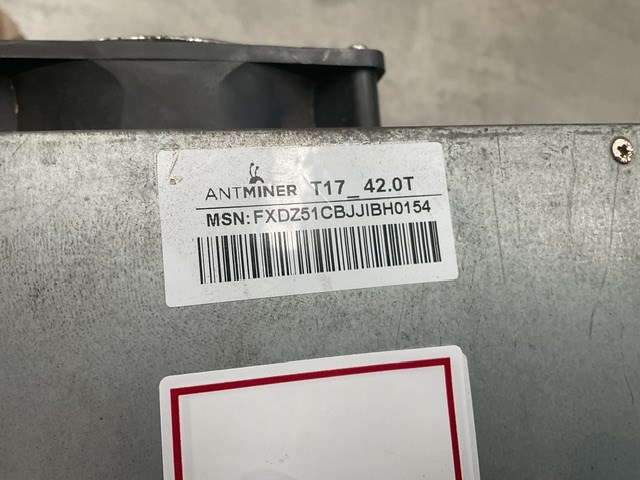 ANTMINER T17_42.0T
MSN: FXDZ51CBJJIBH0154